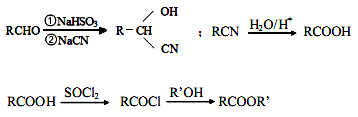 RCHO ①NaHSO₃ ②NaCN R—CH OH CN ; RCN H₂O/H⁺ RCOOH
RCOOH SOCl₂ RCOCl R'OH RCOOR'